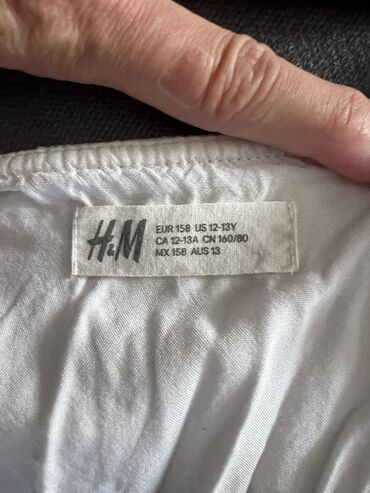 H&M
EUR 158 US 12-13Y
CA 12-13A CN 160/80
MX 158 AUS 13